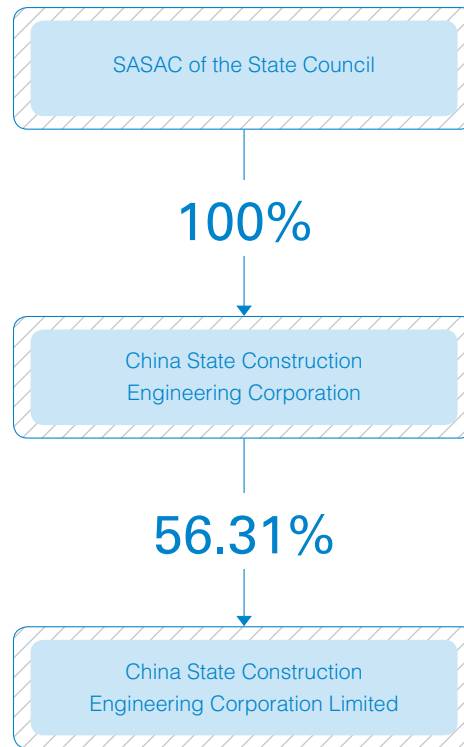 SASAC of the State Council
100%
China State Construction
Engineering Corporation
56.31%
China State Construction
Engineering Corporation Limited